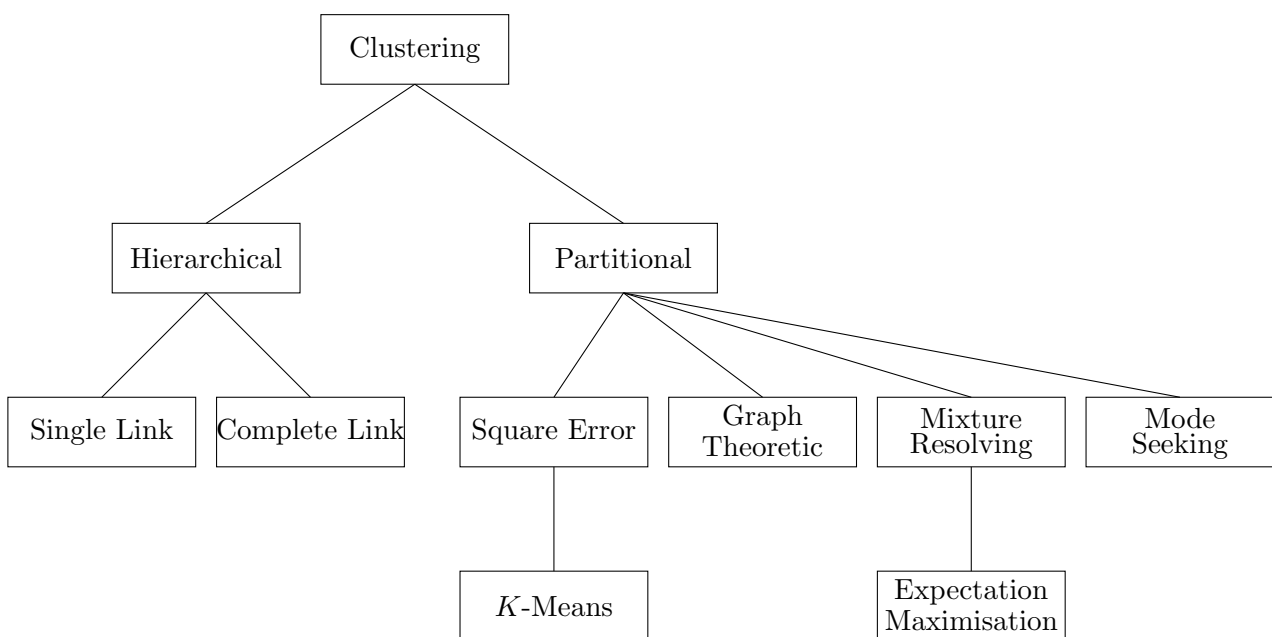 Clustering
Hierarchical
Partitional
Single Link
Complete Link
Square Error
Graph
Theoretic
Mixture
Resolving
Mode
Seeking
K-Means
Expectation
Maximisation